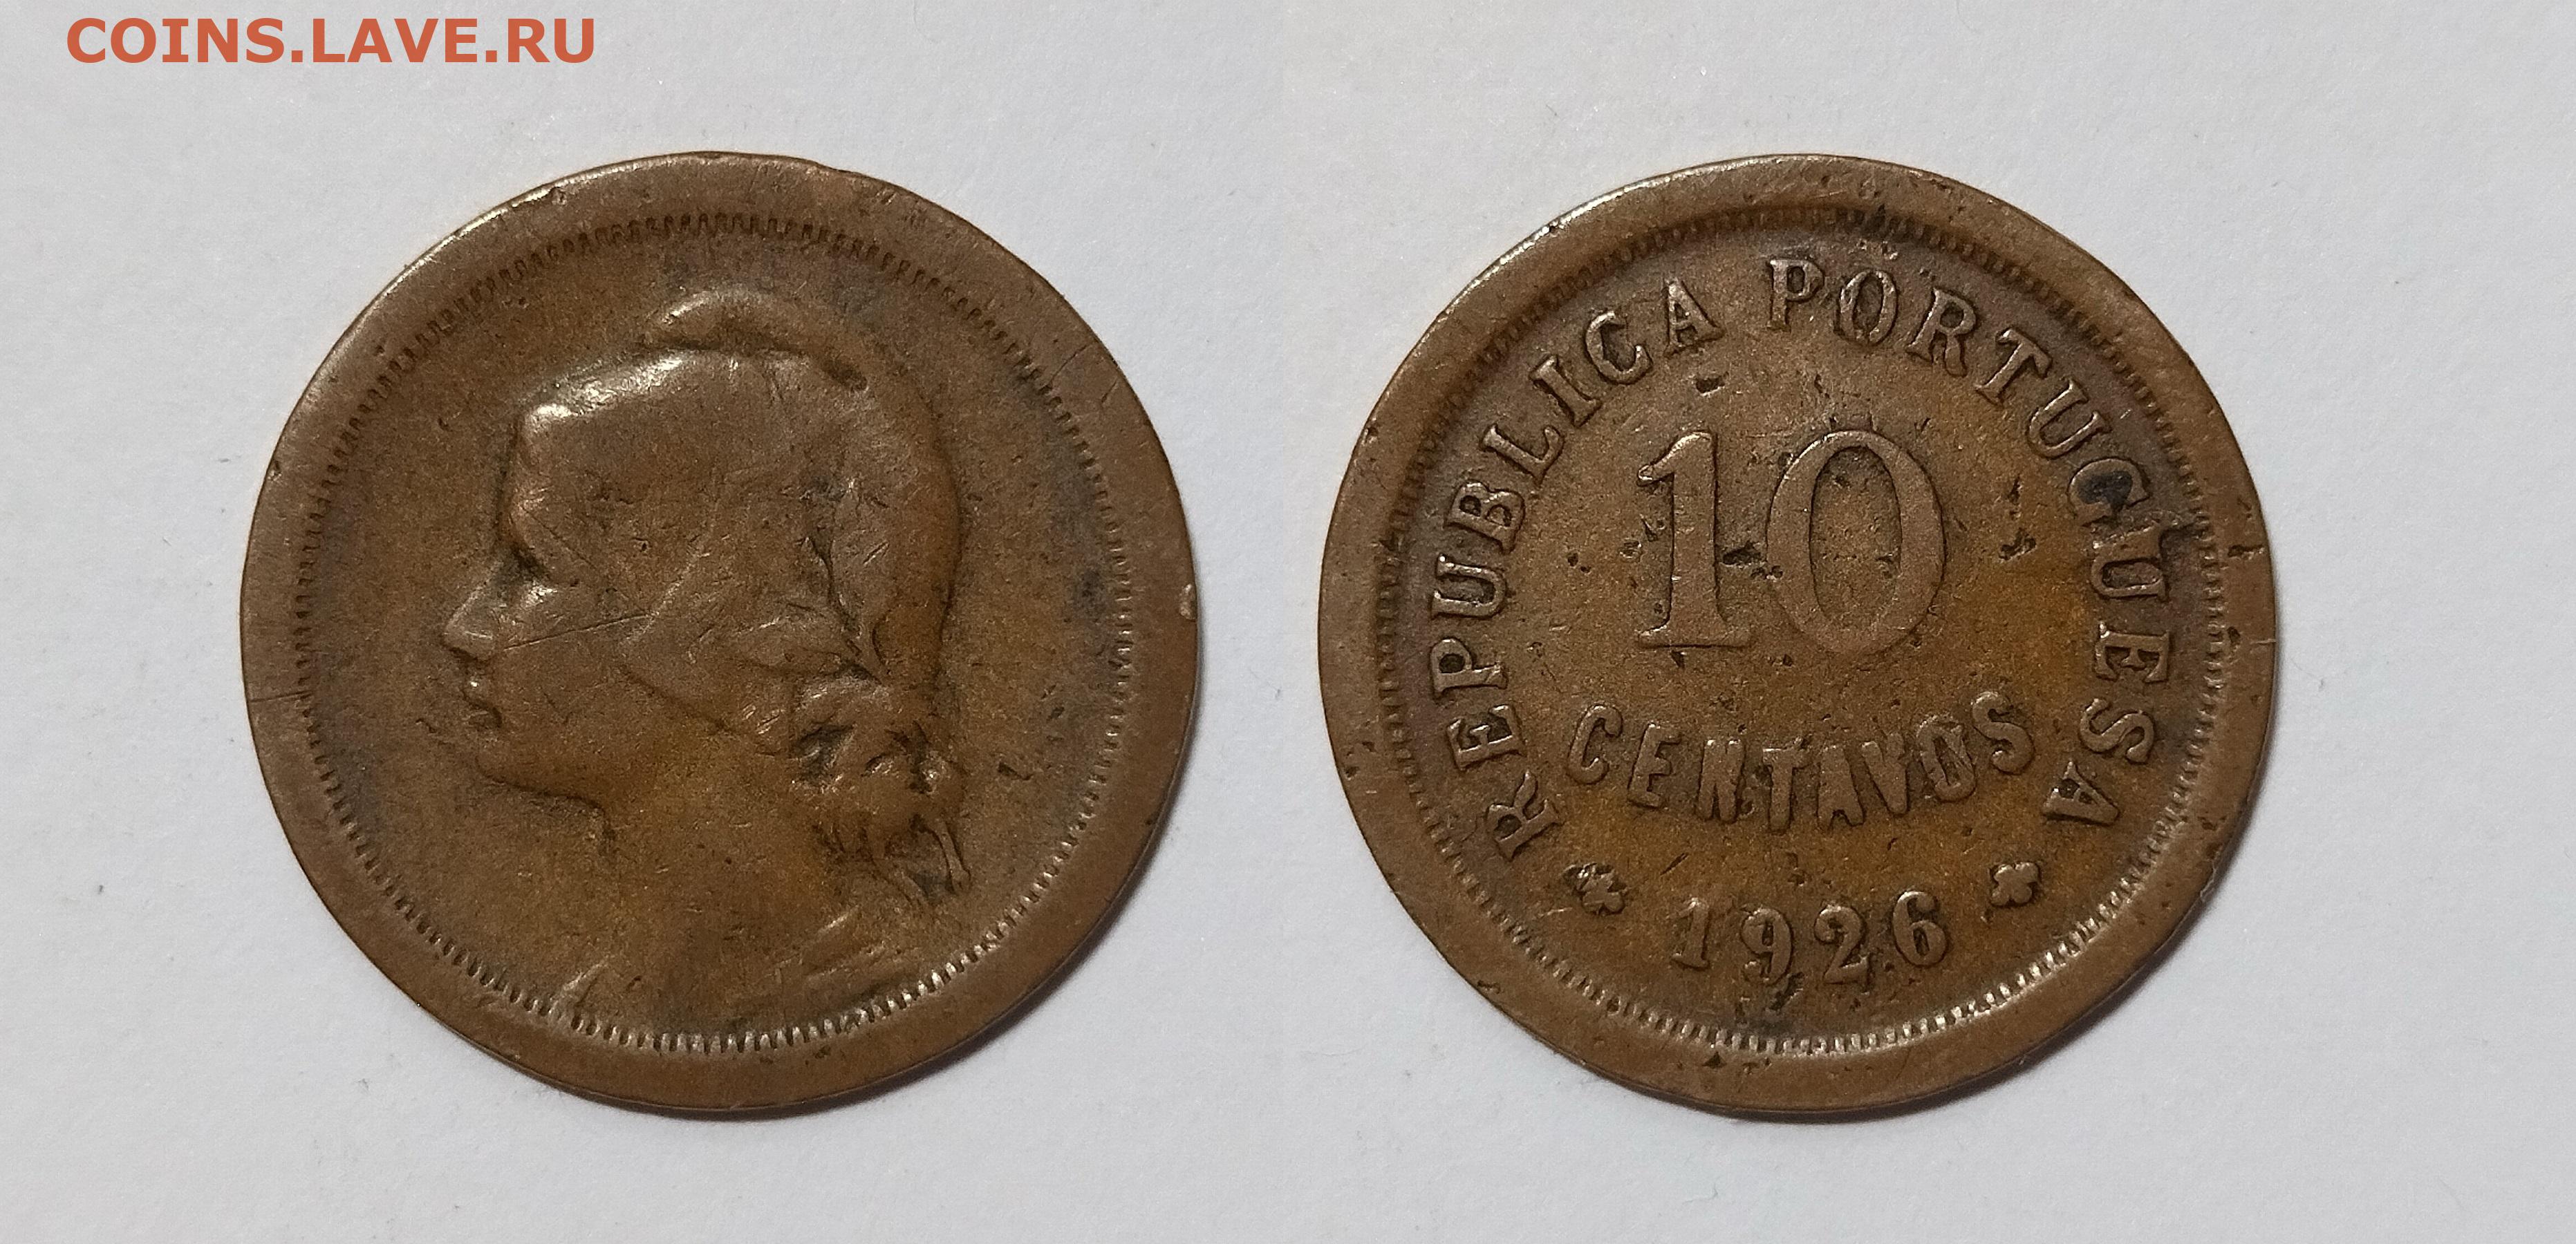 COINS.LAVE.RU
REPUBLICA PORTUGUESA
10
CENTAVOS
* 1926 *